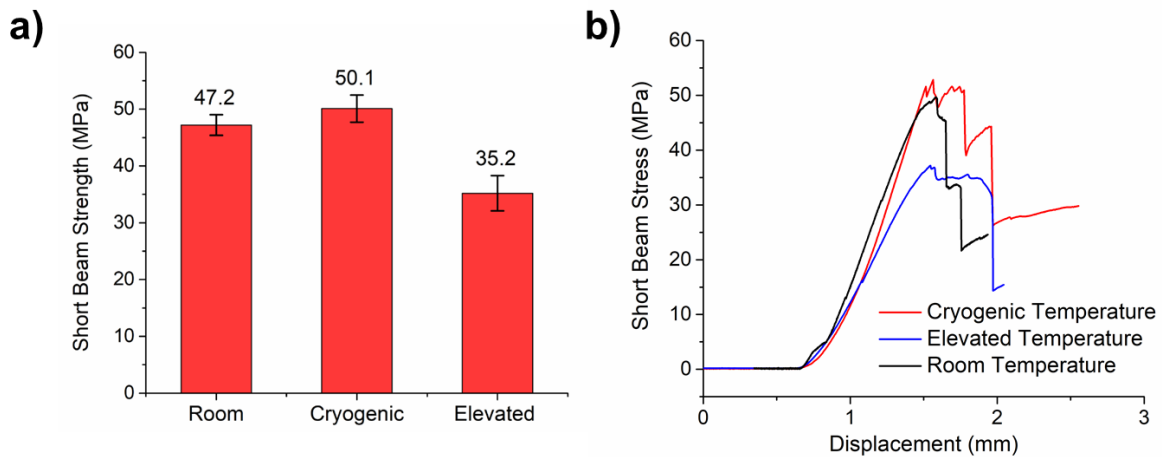 a)
Short Beam Strength (MPa)
60
50
40
30
20
10
0
47.2
50.1
35.2
Room
Cryogenic
Elevated
b)
Short Beam Stress (MPa)
60
50
40
30
20
10
0
Cryogenic Temperature
Elevated Temperature
Room Temperature
0
1
2
3
Displacement (mm)